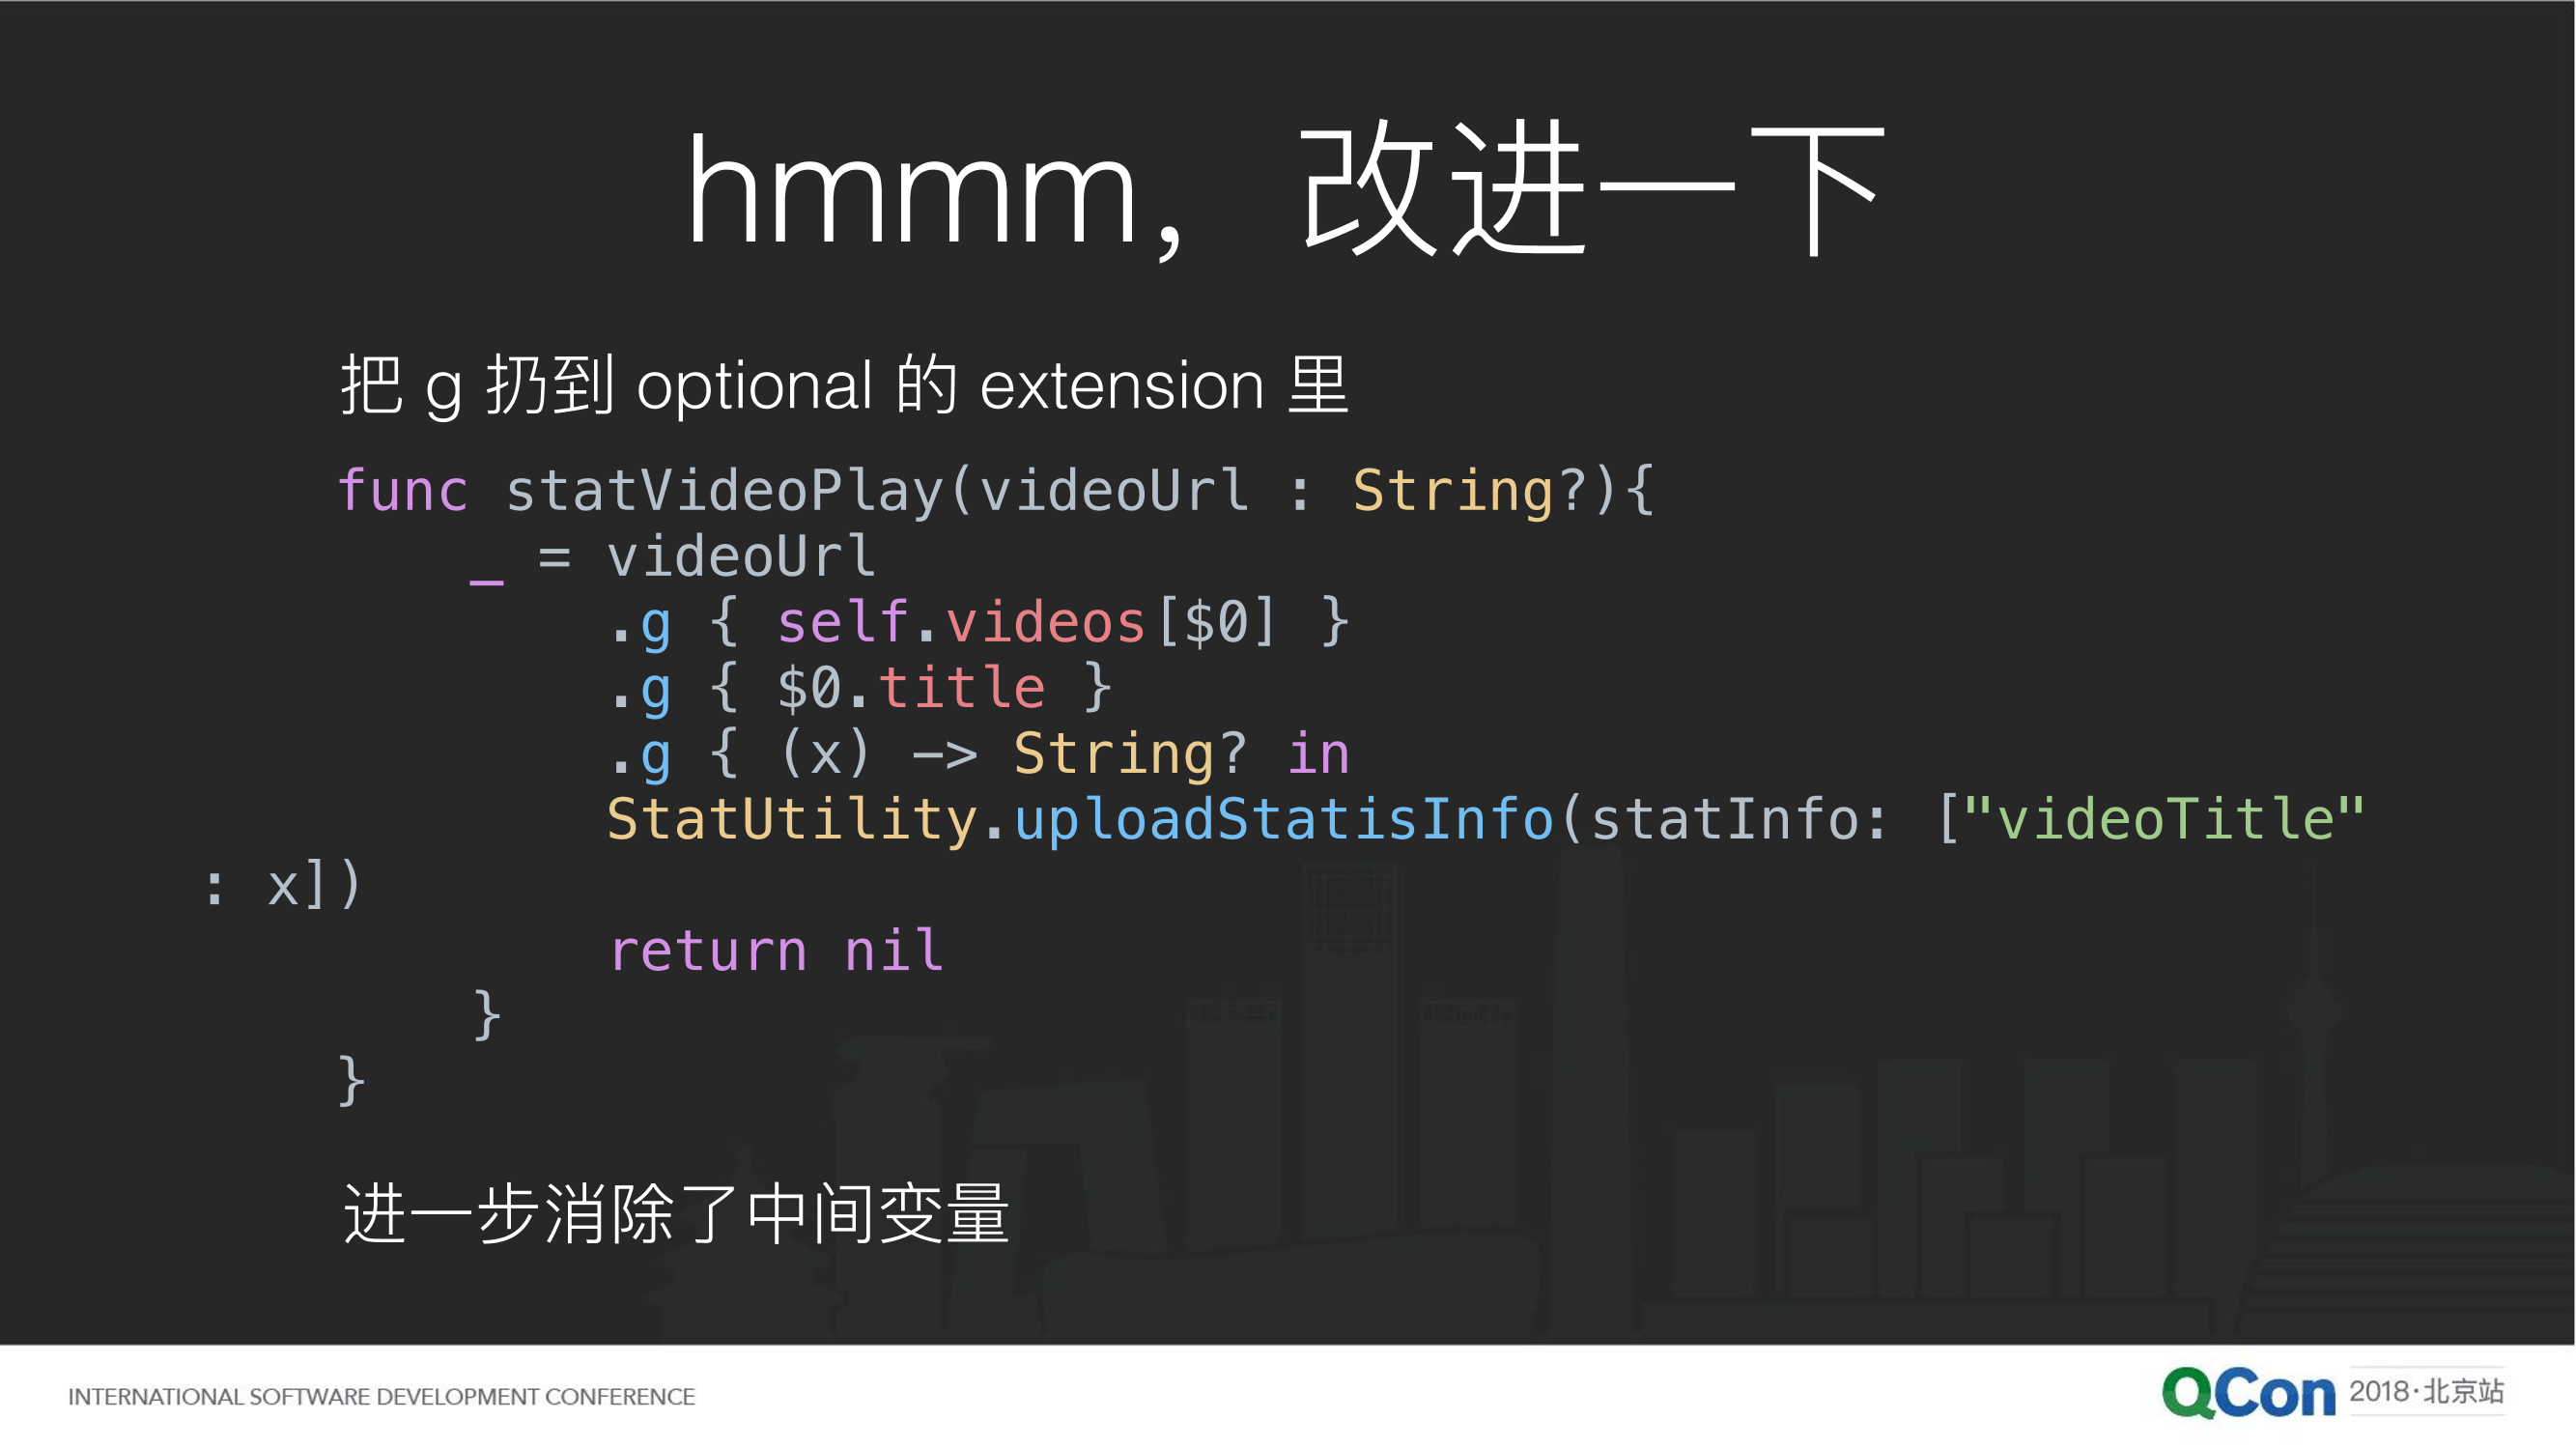 hmmm，改进一下
把 g 扔到 optional 的 extension 里
func statVideoPlay(videoUrl : String?){
    _ = videoUrl
        .g { self.videos[$0] }
        .g { $0.title }
        .g { (x) -> String? in
        StatUtility.uploadStatisInfo(statInfo: ["videoTitle"
: x])
        return nil
    }
}
进一步消除了中间变量
INTERNATIONAL SOFTWARE DEVELOPMENT CONFERENCE
QCon 2018·北京站